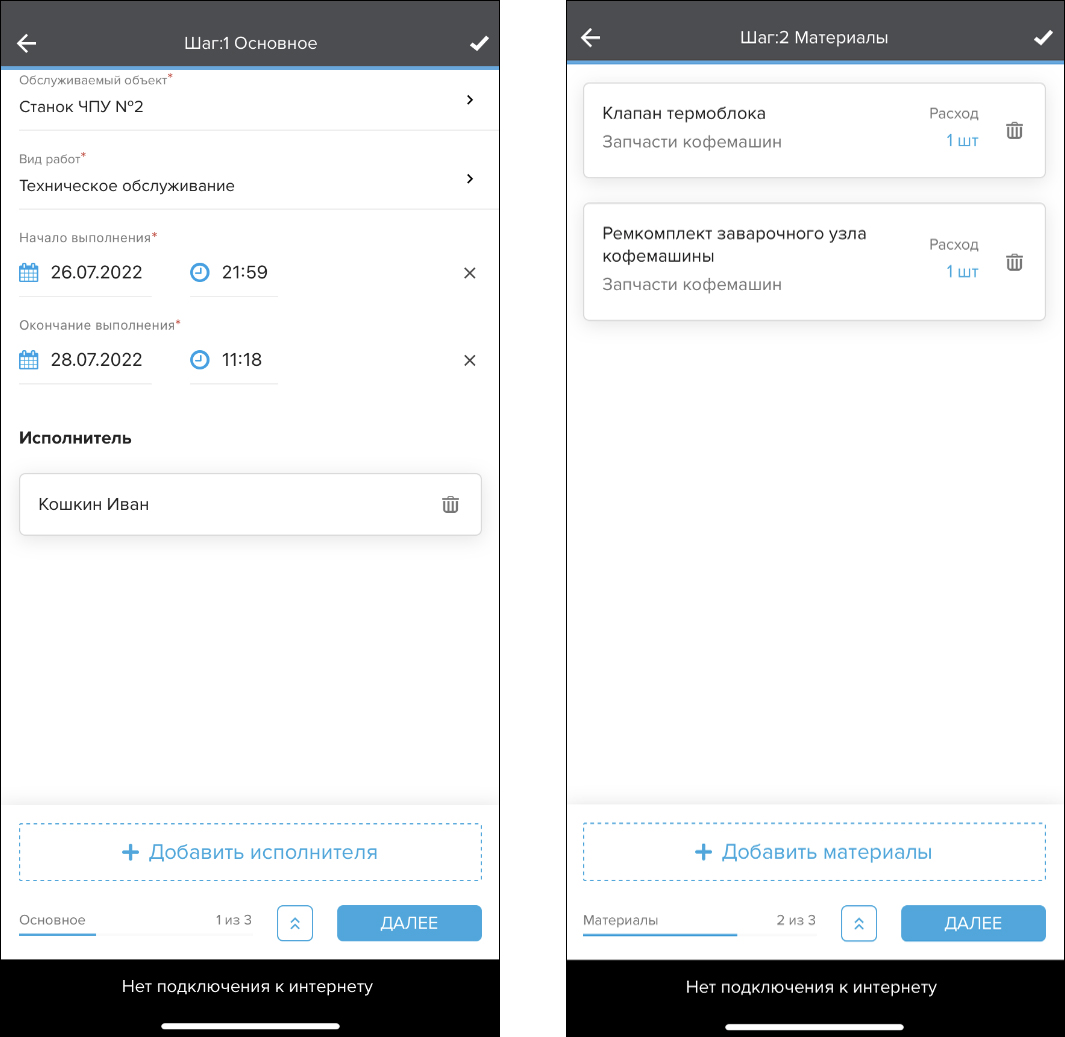 Шаг:1 Основное
Обслуживаемый объект*
Станок ЧПУ №2
Вид работ*
Техническое обслуживание
Начало выполнения*
26.07.2022 21:59
Окончание выполнения*
28.07.2022 11:18
Исполнитель
Кошкин Иван
+ Добавить исполнителя
Основное 1 из 3 ДАЛЕЕ
Нет подключения к интернету
Шаг:2 Материалы
Клапан термоблока Расход
Запчасти кофемашин 1 шт
Ремкомплект заварочного узла
кофемашины
Расход
Запчасти кофемашин 1 шт
+ Добавить материалы
Материалы 2 из 3 ДАЛЕЕ
Нет подключения к интернету